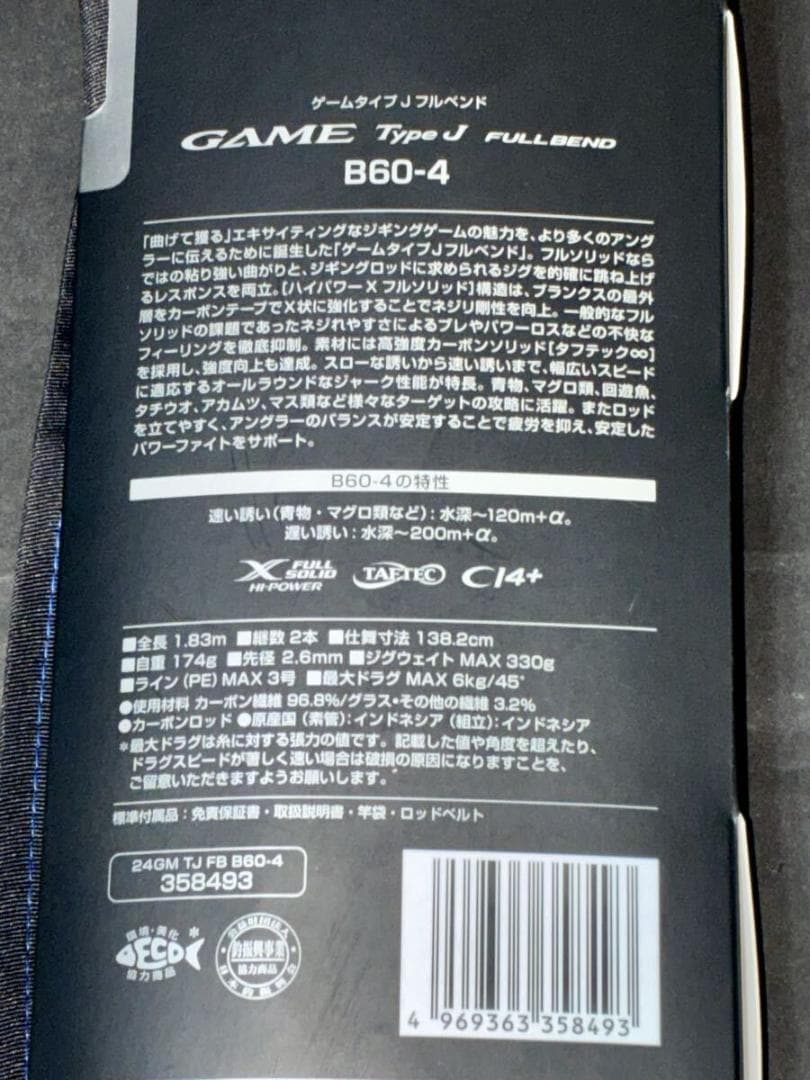 ゲームタイプJ フルベンド
GAME Type J FULLBEND
B60-4
「曲げて獲る」エキサイティングなジギングゲームの魅力を、より多くのアング
ラーに伝えるために誕生した「ゲームタイプJフルベンド」。フルソリッドなら
ではの粘り強い曲がりと、ジギングロッドに求められるジグを的確に跳ね上げ
るレスポンスを両立。[ハイパワーX フルソリッド]構造は、ブランクスの最外
層をカーボンテープでX状に強化することでネジリ剛性を向上。一般的なフル
ソリッドの課題であったネジれやすさによるブレやパワーロスなどの不快な
フィーリングを徹底抑制。素材には高強度カーボンソリッド[タフテック∞]
を採用し、強度向上も達成。スローな誘いから速い誘いまで、幅広いスピード
に適応するオールラウンドなジャーク性能が特長。青物、マグロ類、回遊魚、
タチウオ、アカムツ、マス類など様々なターゲットの攻略に活躍。またロッド
を立てやすく、アングラーのバランスが安定することで疲労を抑え、安定した
パワーファイトをサポート。
B60-4の特性
速い誘い(青物・マグロ類など):水深〜120m+α。
遅い誘い:水深〜200m+α。
X FULL SOLID HI-POWER TAFTEC CI4+
■全長 1.83m ■継数 2本 ■仕舞寸法 138.2cm
■自重 174g ■先径 2.6mm ■ジグウェイト MAX 330g
■ライン(PE) MAX 3号 ■最大ドラグ MAX 6kg/45°
●使用材料 カーボン繊維 96.8%/グラス・その他の繊維 3.2%
●カーボンロッド ●原産国(素管):インドネシア(組立):インドネシア
*最大ドラグは糸に対する張力の値です。記載した値や角度を超えたり、
ドラグスピードが著しく速い場合は破損の原因になりますことを、
ご留意いただきますようお願いします。
標準付属品:免責保証書・取扱説明書・竿袋・ロッドベルト
24GM TJ FB B60-4
358493
環境・美化
ECO
協力商品
公益財団法人
釣振興事業
協力商品
日本釣振興会
4 969363 358493